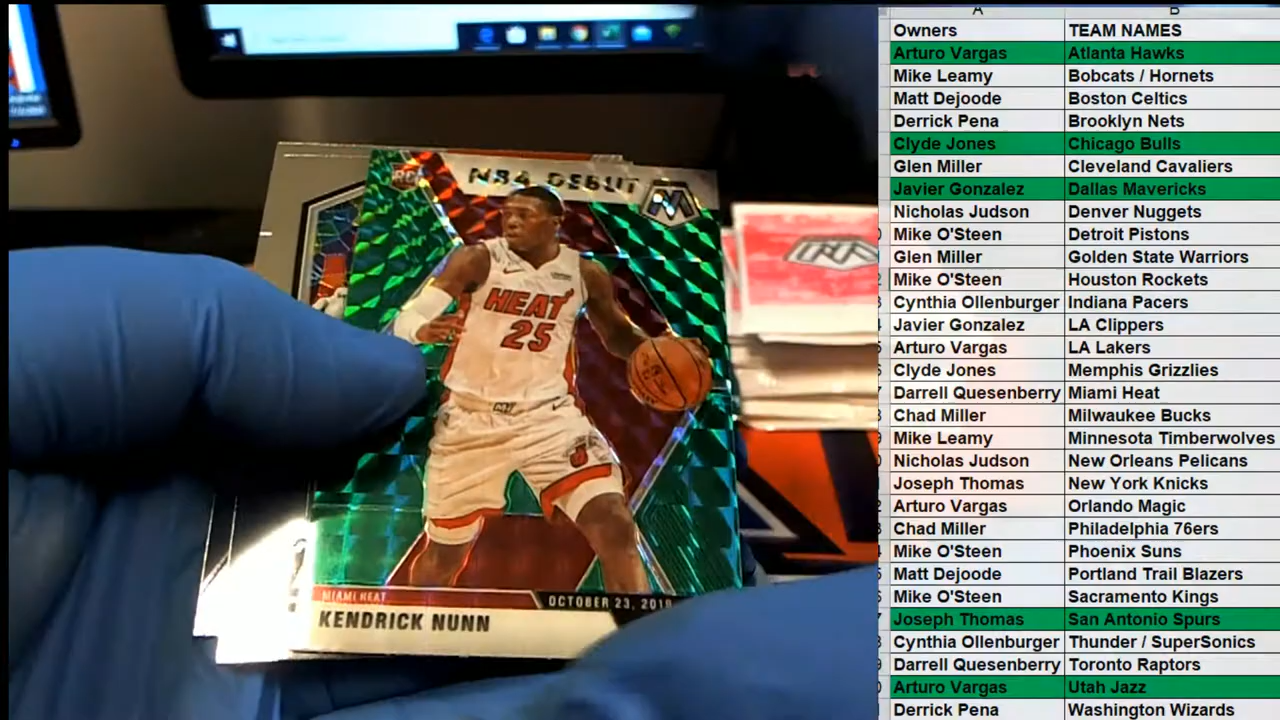 RC
NBA DEBUT
HEAT
25
MIAMI HEAT
OCTOBER 23, 2019
KENDRICK NUNN
A B
Owners TEAM NAMES
Arturo Vargas Atlanta Hawks
Mike Leamy Bobcats / Hornets
Matt Dejoode Boston Celtics
Derrick Pena Brooklyn Nets
Clyde Jones Chicago Bulls
Glen Miller Cleveland Cavaliers
Javier Gonzalez Dallas Mavericks
Nicholas Judson Denver Nuggets
Mike O'Steen Detroit Pistons
Glen Miller Golden State Warriors
Mike O'Steen Houston Rockets
Cynthia Ollenburger Indiana Pacers
Javier Gonzalez LA Clippers
Arturo Vargas LA Lakers
Clyde Jones Memphis Grizzlies
Darrell Quesenberry Miami Heat
Chad Miller Milwaukee Bucks
Mike Leamy Minnesota Timberwolves
Nicholas Judson New Orleans Pelicans
Joseph Thomas New York Knicks
Arturo Vargas Orlando Magic
Chad Miller Philadelphia 76ers
Mike O'Steen Phoenix Suns
Matt Dejoode Portland Trail Blazers
Mike O'Steen Sacramento Kings
Joseph Thomas San Antonio Spurs
Cynthia Ollenburger Thunder / SuperSonics
Darrell Quesenberry Toronto Raptors
Arturo Vargas Utah Jazz
Derrick Pena Washington Wizards